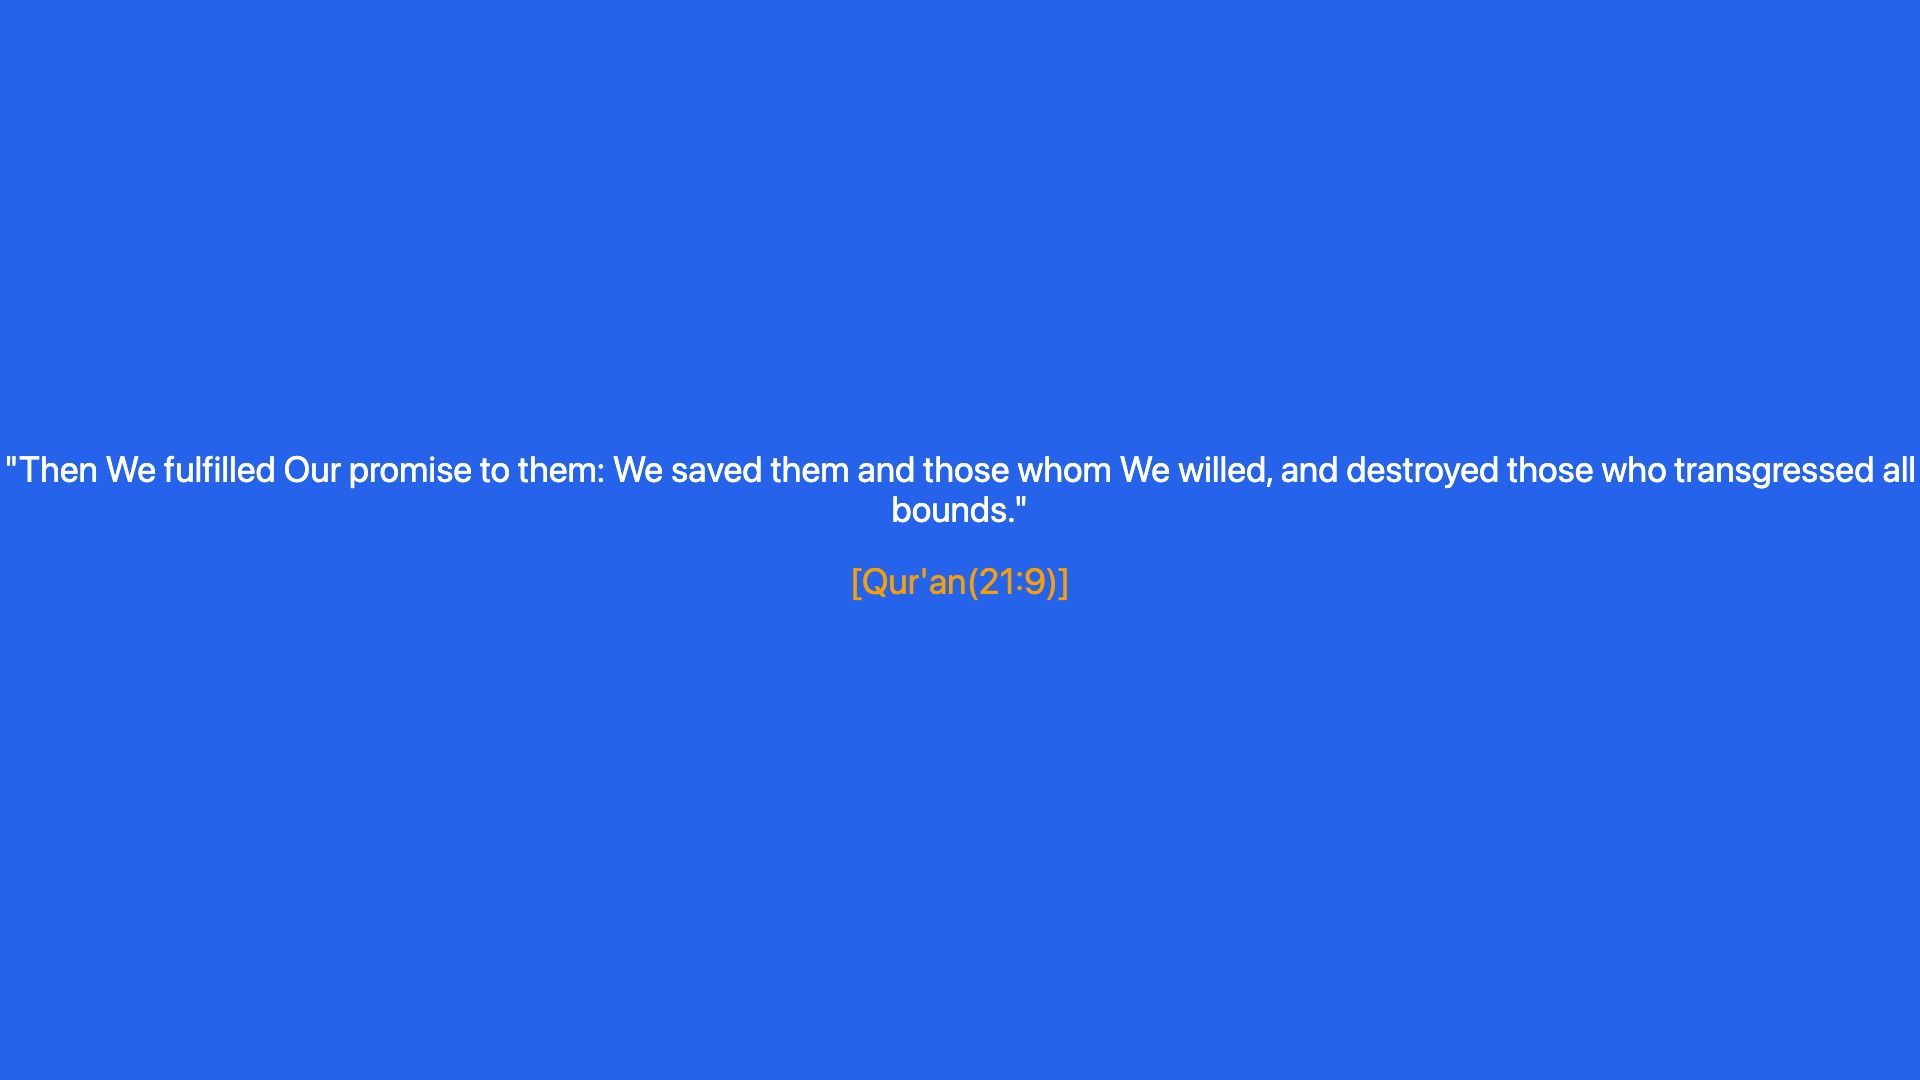 "Then We fulfilled Our promise to them: We saved them and those whom We willed, and destroyed those who transgressed all
bounds."
[Qur'an(21:9)]